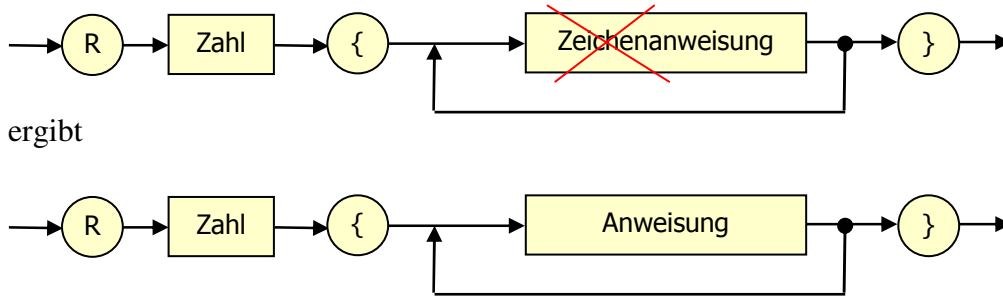 R Zahl { Zeichenanweisung }
ergibt
R Zahl { Anweisung }